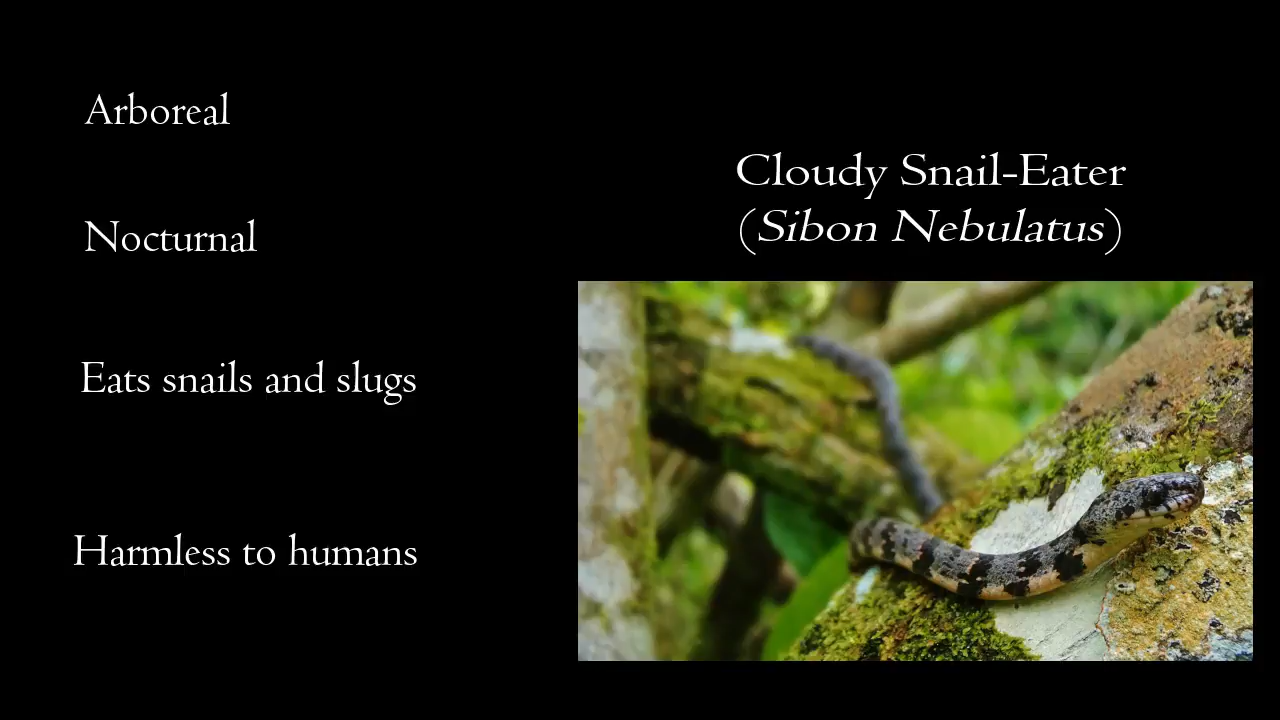 Arboreal
Nocturnal
Eats snails and slugs
Harmless to humans
Cloudy Snail-Eater
(Sibon Nebulatus)